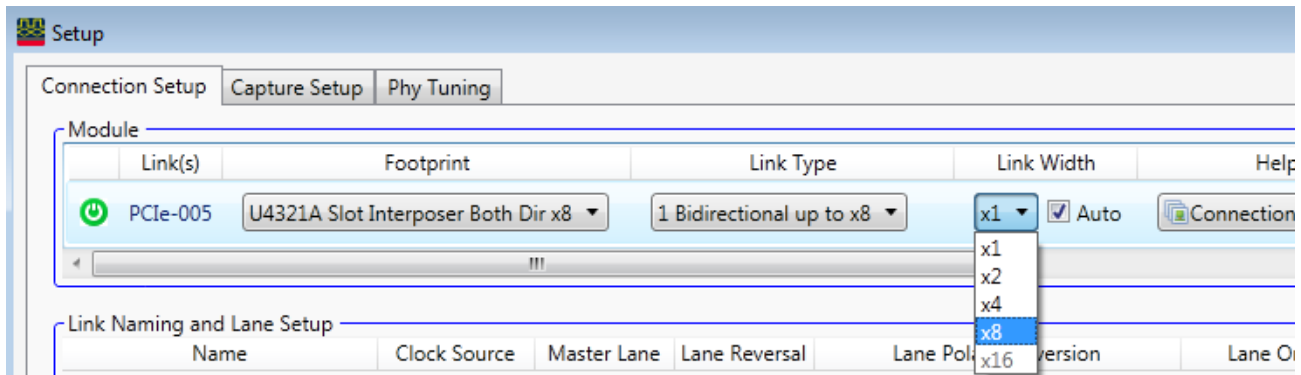 Setup
Connection Setup Capture Setup Phy Tuning
Module
Link(s) Footprint Link Type Link Width Help
PCIe-005 U4321A Slot Interposer Both Dir x8 1 Bidirectional up to x8 x1 Auto Connection
x1
x2
x4
x8
x16
Link Naming and Lane Setup
Name Clock Source Master Lane Lane Reversal Lane Pola version Lane O